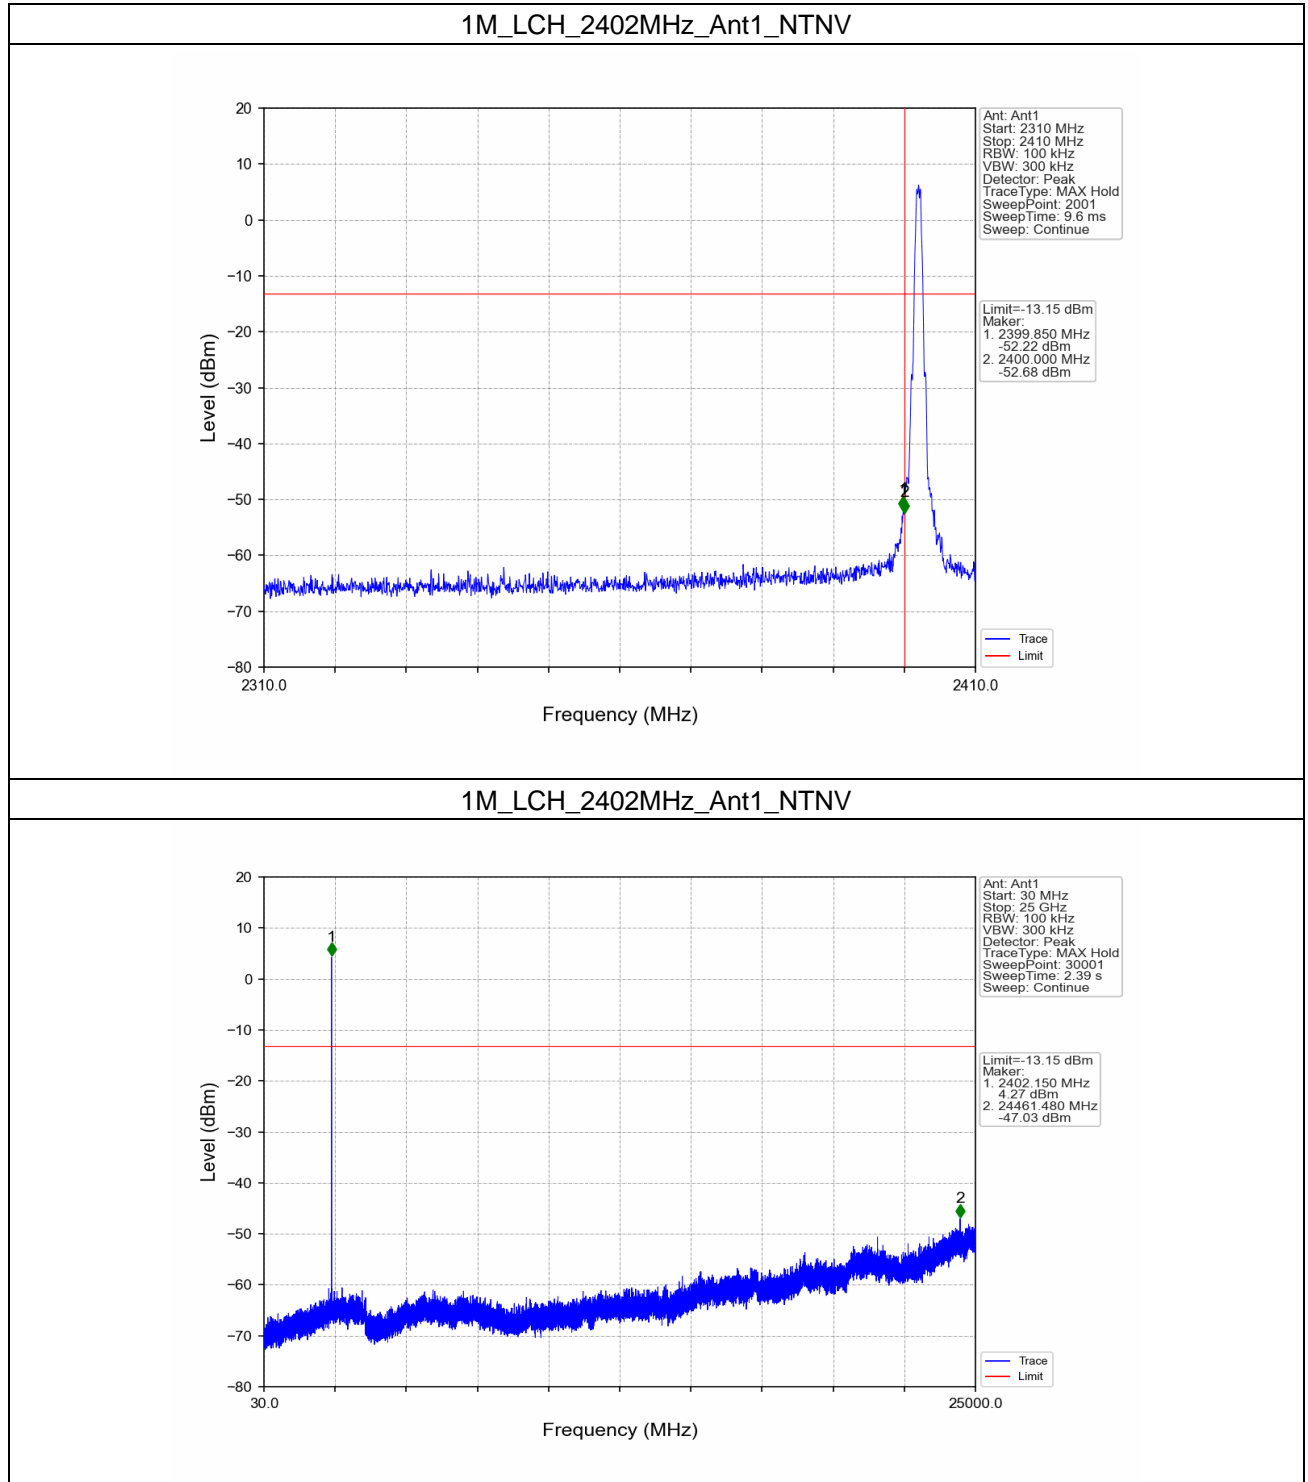 1M_LCH_2402MHz_Ant1_NTNV
20
10
0
−10
−20
−30
−40
−50
−60
−70
−80
Level (dBm)
2310.0
2410.0
Frequency (MHz)
1
2
Ant: Ant1
Start: 2310 MHz
Stop: 2410 MHz
RBW: 100 kHz
VBW: 300 kHz
Detector: Peak
TraceType: MAX Hold
SweepPoint: 2001
SweepTime: 9.6 ms
Sweep: Continue
Limit=-13.15 dBm
Maker:
1. 2399.850 MHz
-52.22 dBm
2. 2400.000 MHz
-52.68 dBm
Trace
Limit
1M_LCH_2402MHz_Ant1_NTNV
20
10
0
−10
−20
−30
−40
−50
−60
−70
−80
Level (dBm)
30.0
25000.0
Frequency (MHz)
1
2
Ant: Ant1
Start: 30 MHz
Stop: 25 GHz
RBW: 100 kHz
VBW: 300 kHz
Detector: Peak
TraceType: MAX Hold
SweepPoint: 30001
SweepTime: 2.39 s
Sweep: Continue
Limit=-13.15 dBm
Maker:
1. 2402.150 MHz
4.27 dBm
2. 24461.480 MHz
-47.03 dBm
Trace
Limit